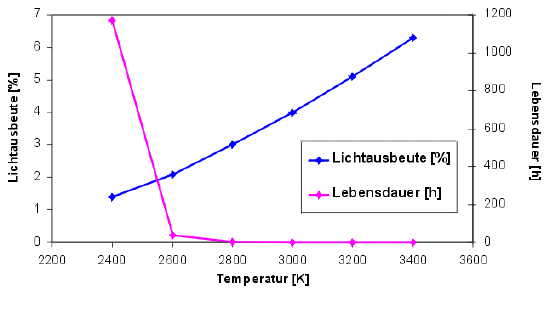 7
6
5
4
3
2
1
0
Lichtausbeute [%]
1200
1000
800
600
400
200
0
Lebensdauer [h]
Lichtausbeute [%]
Lebensdauer [h]
2200 2400 2600 2800 3000 3200 3400 3600
Temperatur [K]